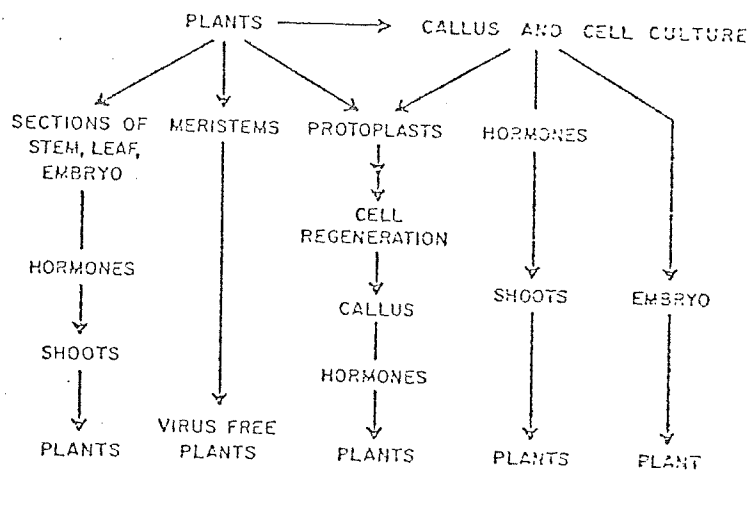 PLANTS
CALLUS AND CELL CULTURE
SECTIONS OF
STEM, LEAF,
EMBRYO
MERISTEMS
PROTOPLASTS
HORMONES
CELL
REGENERATION
HORMONES
CALLUS
SHOOTS
EMBRYO
SHOOTS
HORMONES
VIRUS FREE
PLANTS
PLANTS
PLANTS
PLANTS
PLANT